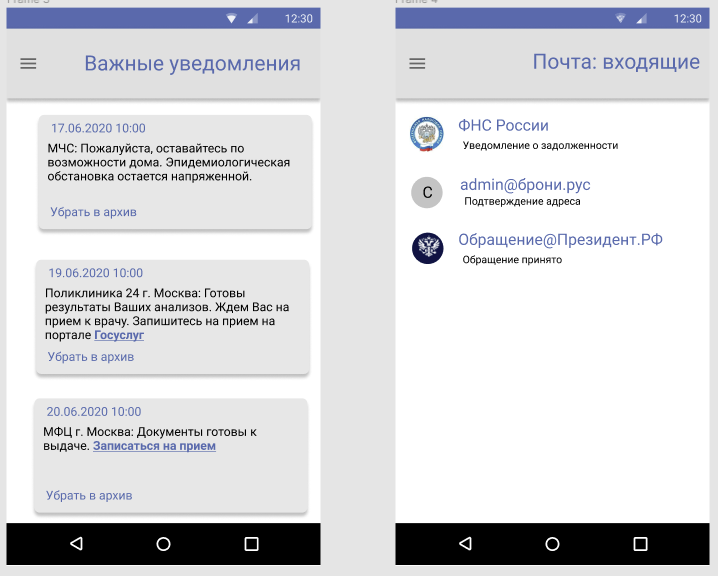 12:30
Важные уведомления
17.06.2020 10:00
МЧС: Пожалуйста, оставайтесь по
возможности дома. Эпидемиологическая
обстановка остается напряженной.
Убрать в архив
19.06.2020 10:00
Поликлиника 24 г. Москва: Готовы
результаты Ваших анализов. Ждем Вас на
прием к врачу. Запишитесь на прием на
портале Госуслуг
Убрать в архив
20.06.2020 10:00
МФЦ г. Москва: Документы готовы к
выдаче. Записаться на прием
Убрать в архив
12:30
Почта: входящие
ФНС России
Уведомление о задолженности
C
admin@брони.рус
Подтверждение адреса
Обращение@Президент.РФ
Обращение принято